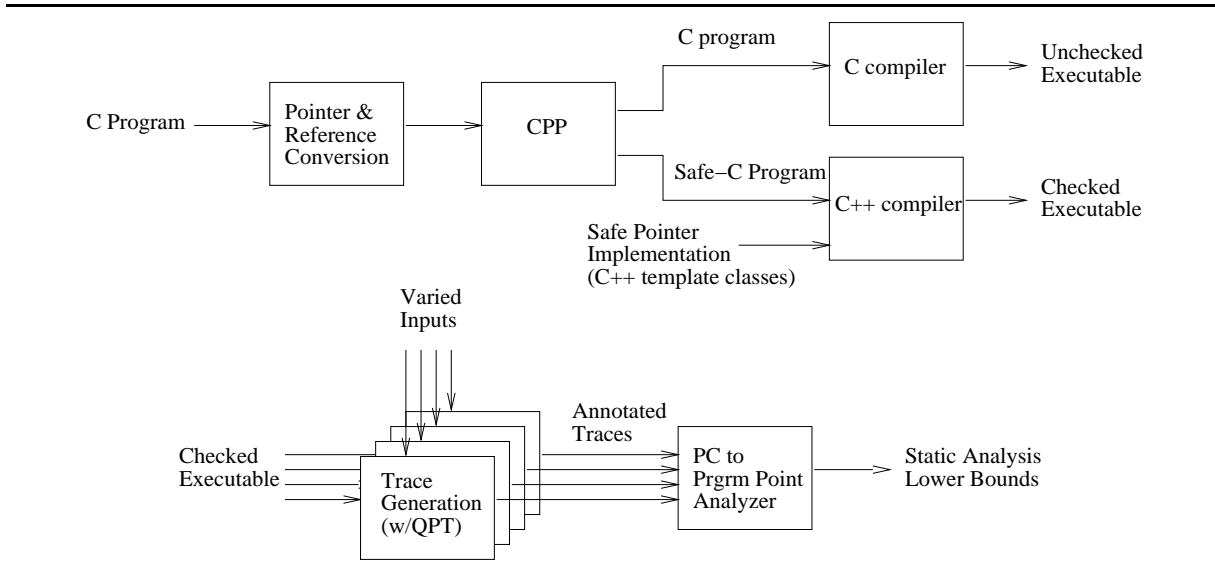 C Program
Pointer &
Reference
Conversion
CPP
C program
C compiler
Unchecked
Executable
Safe−C Program
C++ compiler
Checked
Executable
Safe Pointer
Implementation
(C++ template classes)
Varied
Inputs
Checked
Executable
Trace
Generation
(w/QPT)
Annotated
Traces
PC to
Prgrm Point
Analyzer
Static Analysis
Lower Bounds